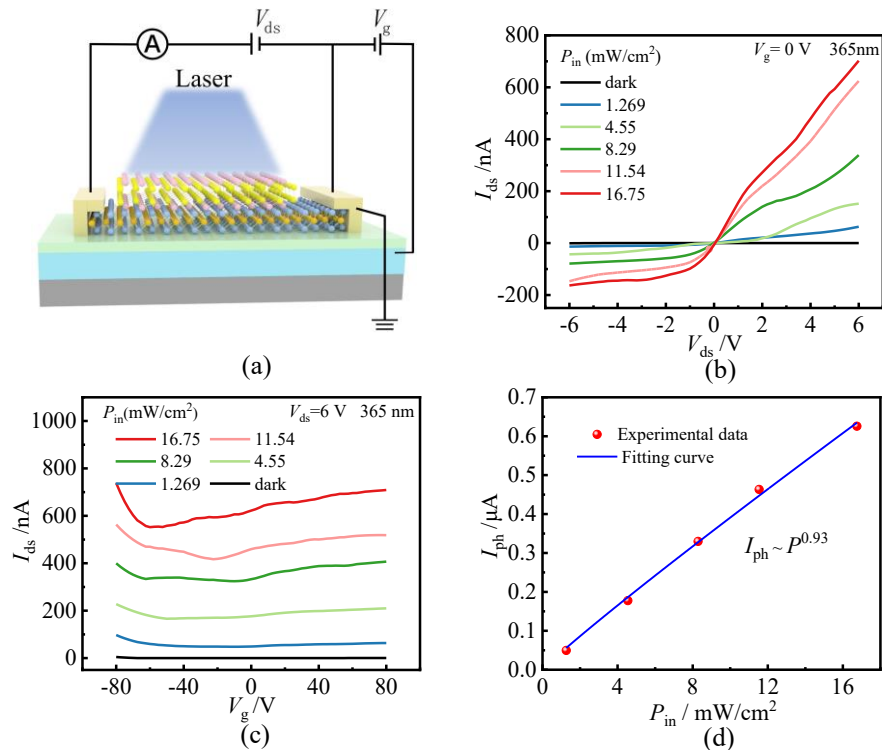 V_ds
V_g
A
Laser
(a)
P_in (mW/cm²)
V_g= 0 V 365nm
dark
1.269
4.55
8.29
11.54
16.75
800
600
400
200
0
-200
I_ds /nA
-6 -4 -2 0 2 4 6
V_ds /V
(b)
P_in(mW/cm²)
V_ds=6 V 365 nm
16.75 11.54
8.29 4.55
1.269 dark
1000
800
600
400
200
0
I_ds /nA
-80 -40 0 40 80
V_g/V
(c)
0.7
0.6
0.5
0.4
0.3
0.2
0.1
0.0
I_ph /μA
Experimental data
Fitting curve
I_ph ~ P^0.93
0 4 8 12 16
P_in / mW/cm²
(d)